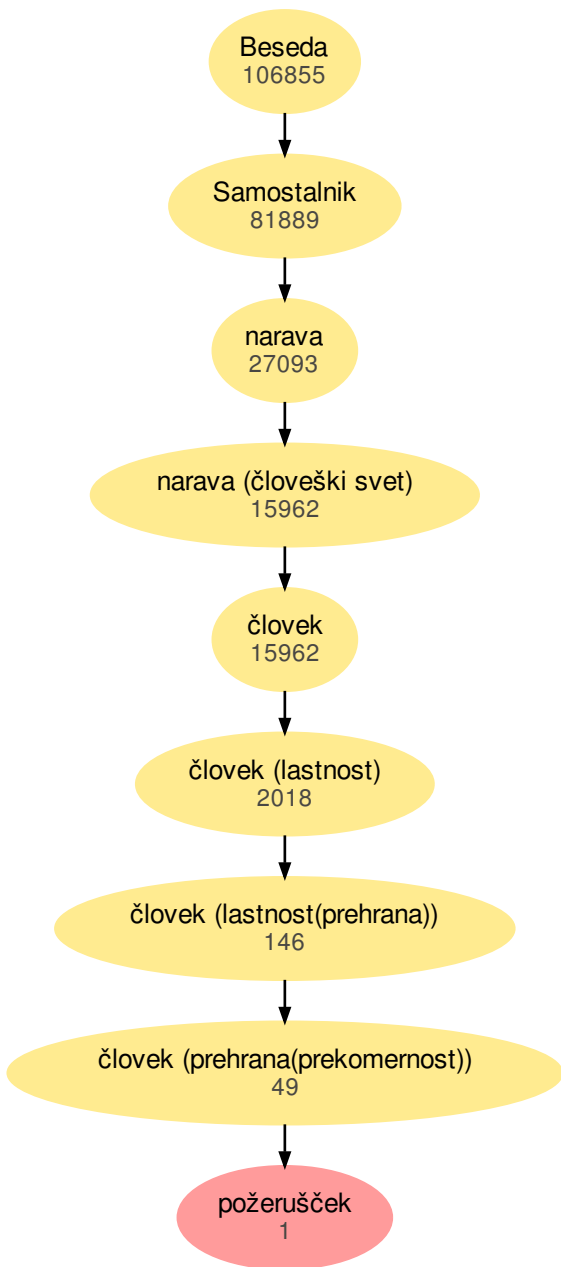 Beseda
106855
Samostalnik
81889
narava
27093
narava (človeški svet)
15962
človek
15962
človek (lastnost)
2018
človek (lastnost(prehrana))
146
človek (prehrana(prekomernost))
49
požerušček
1